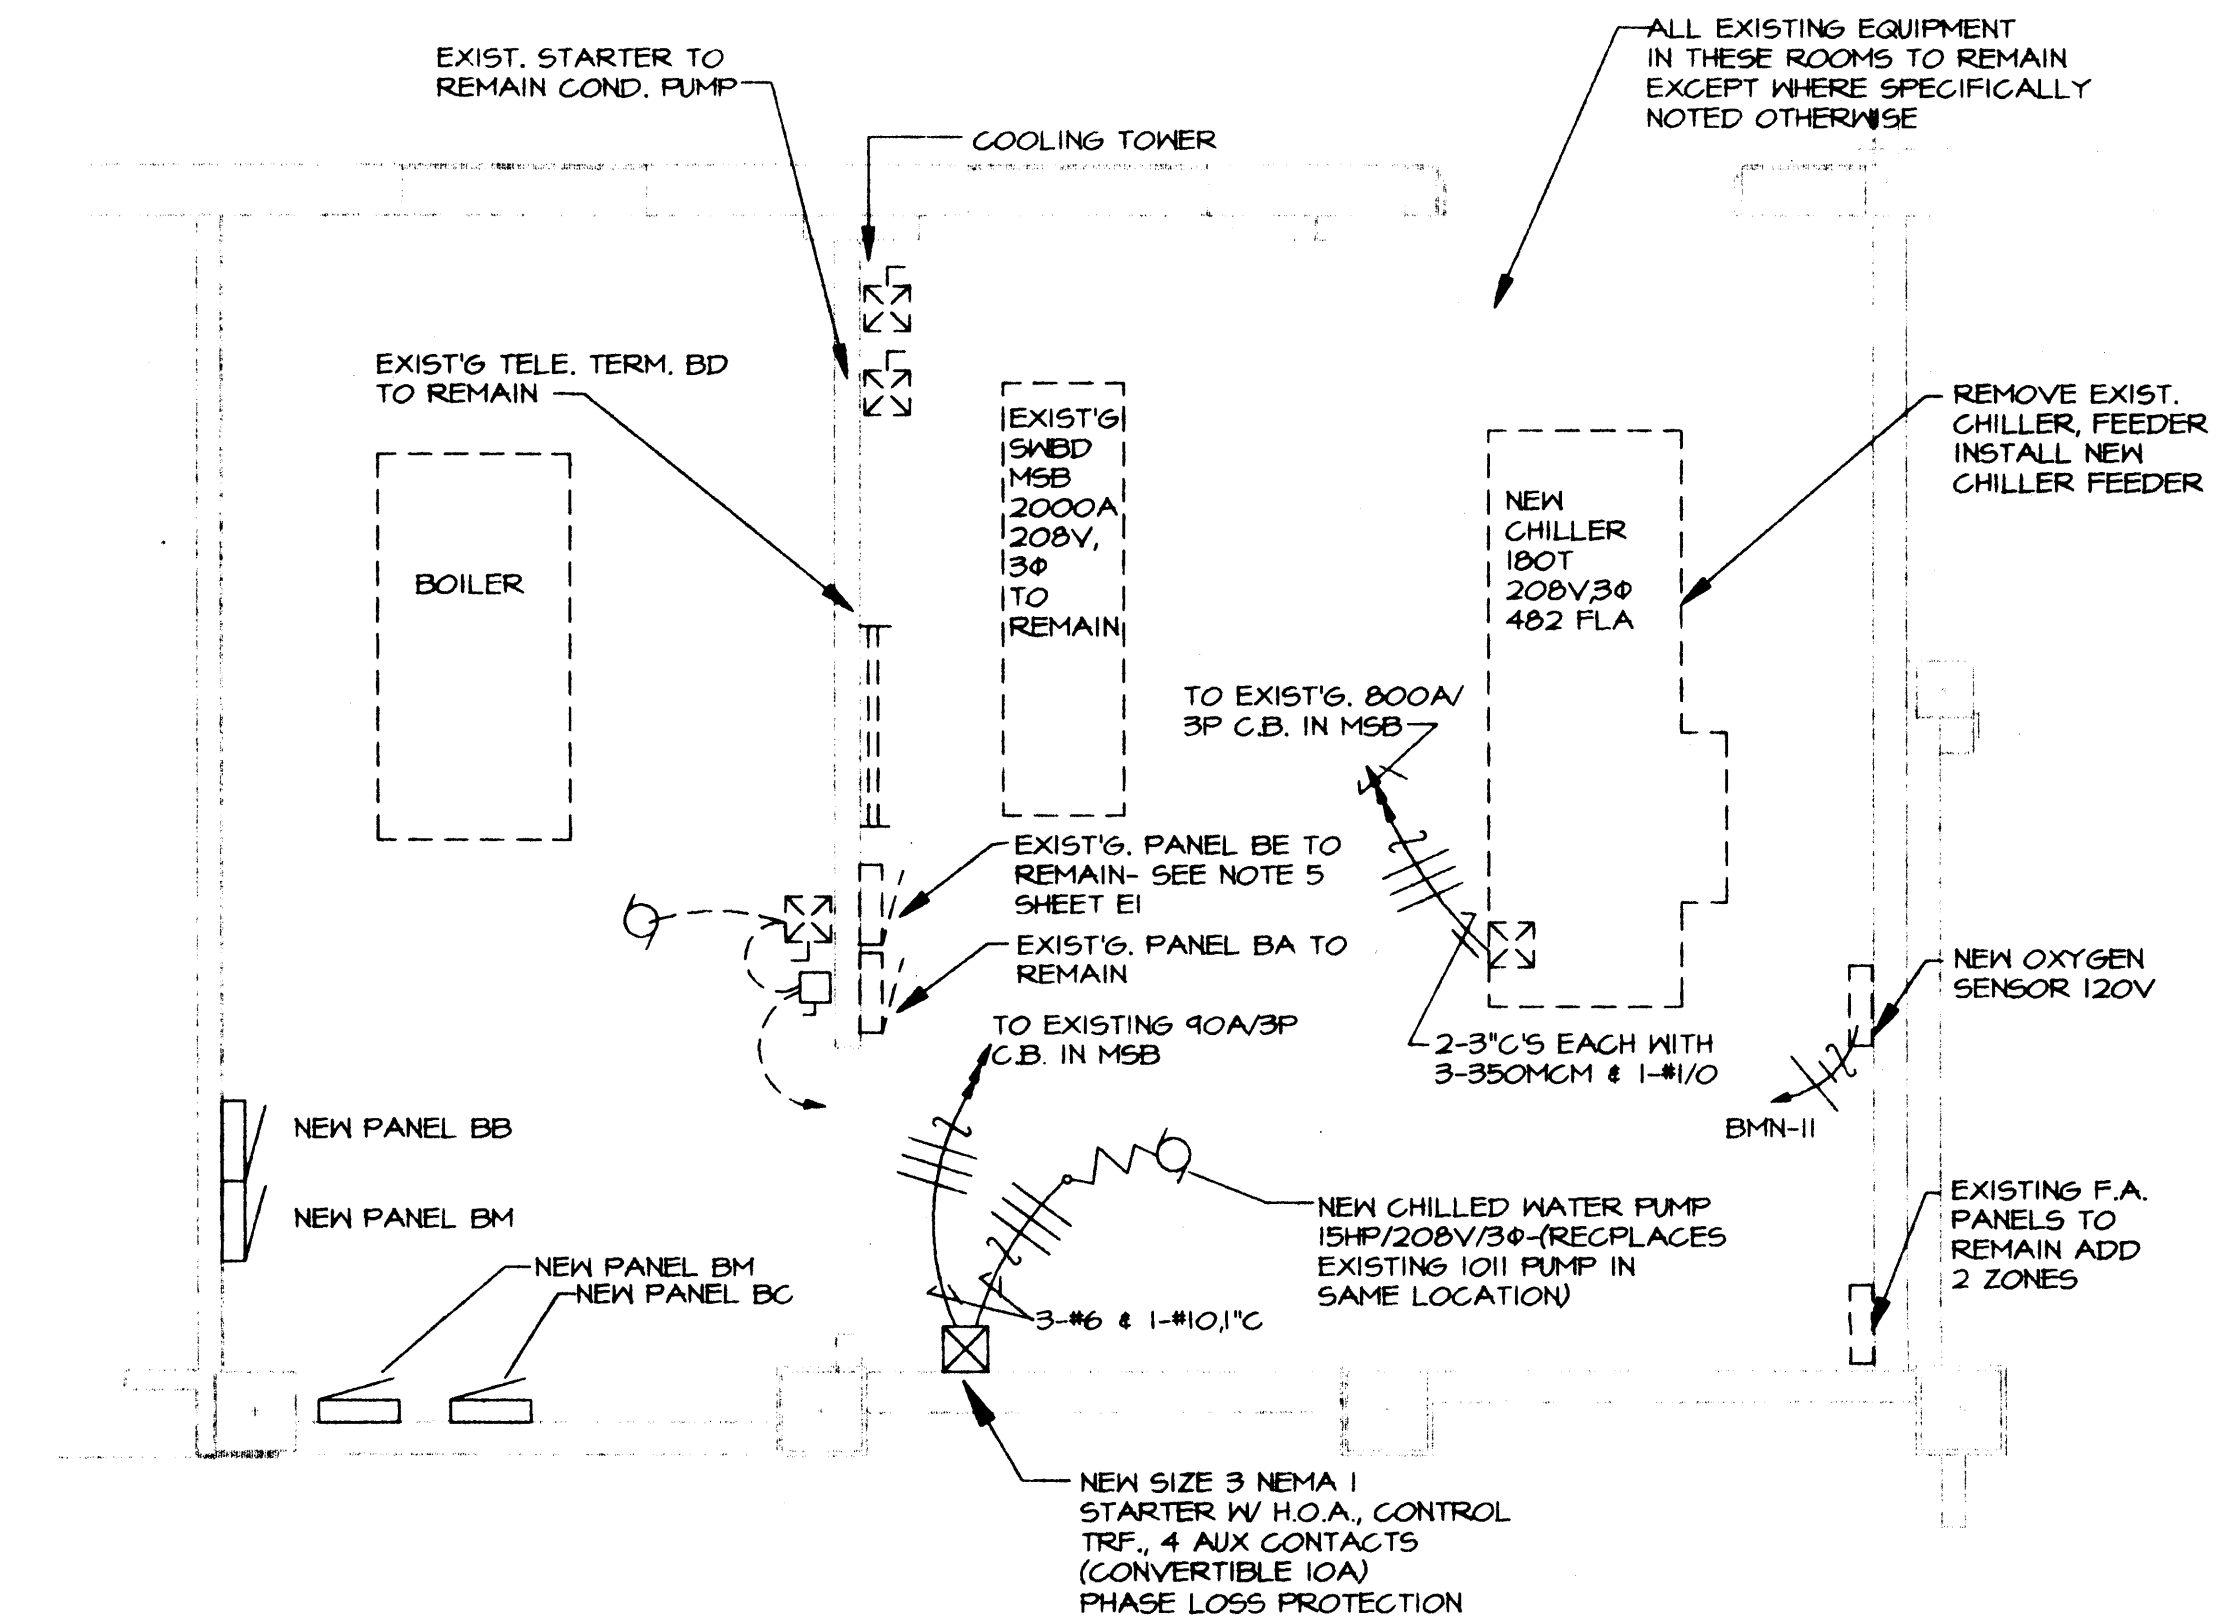 EXIST. STARTER TO
REMAIN COND. PUMP
COOLING TOWER
ALL EXISTING EQUIPMENT
IN THESE ROOMS TO REMAIN
EXCEPT WHERE SPECIFICALLY
NOTED OTHERWISE
EXIST'G TELE. TERM. BD
TO REMAIN
EXIST'G
SWBD
MSB
2000A
208V,
3Φ
TO
REMAIN
REMOVE EXIST.
CHILLER, FEEDER
INSTALL NEW
CHILLER FEEDER
NEW
CHILLER
180T
208V,3Φ
482 FLA
BOILER
TO EXIST'G. 800A/
3P C.B. IN MSB
EXIST'G. PANEL BE TO
REMAIN- SEE NOTE 5
SHEET E1
EXIST'G. PANEL BA TO
REMAIN
NEW OXYGEN
SENSOR 120V
TO EXISTING 90A/3P
C.B. IN MSB
2-3"C'S EACH WITH
3-350MCM & 1-#1/0
BMN-11
NEW PANEL BB
NEW PANEL BM
NEW PANEL BM
NEW PANEL BC
NEW CHILLED WATER PUMP
15HP/208V/3Φ-(RECPLACES
EXISTING 1011 PUMP IN
SAME LOCATION)
3-#6 & 1-#10,1"C
EXISTING F.A.
PANELS TO
REMAIN ADD
2 ZONES
NEW SIZE 3 NEMA 1
STARTER W/ H.O.A., CONTROL
TRF., 4 AUX CONTACTS
(CONVERTIBLE 10A)
PHASE LOSS PROTECTION